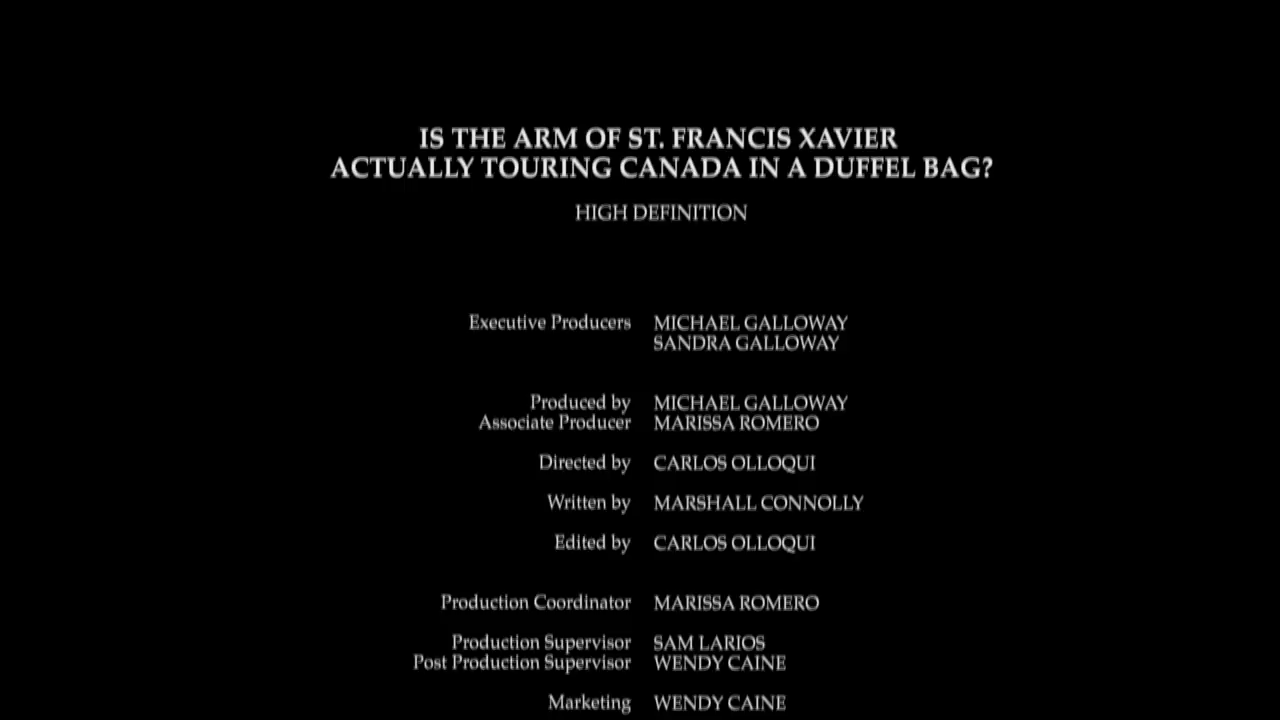 IS THE ARM OF ST. FRANCIS XAVIER
ACTUALLY TOURING CANADA IN A DUFFEL BAG?
HIGH DEFINITION
Executive Producers MICHAEL GALLOWAY
SANDRA GALLOWAY
Produced by MICHAEL GALLOWAY
Associate Producer MARISSA ROMERO
Directed by CARLOS OLLOQUI
Written by MARSHALL CONNOLLY
Edited by CARLOS OLLOQUI
Production Coordinator MARISSA ROMERO
Production Supervisor SAM LARIOS
Post Production Supervisor WENDY CAINE
Marketing WENDY CAINE